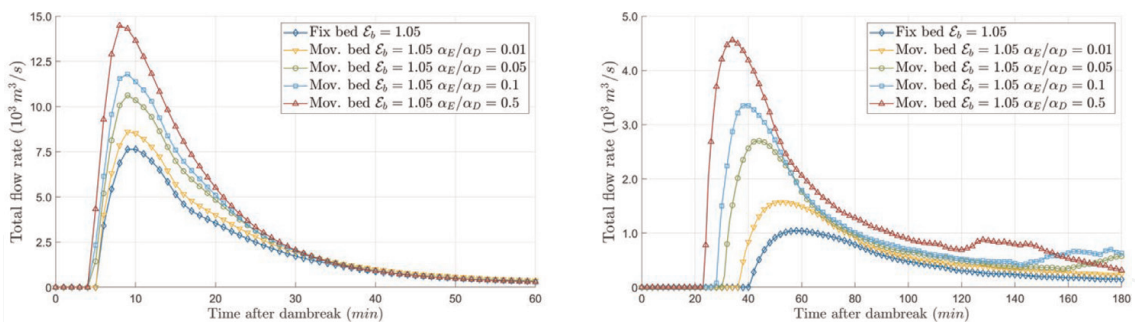 15.0
12.5
10.0
7.5
5.0
2.5
0
Total flow rate (10³ m³/s)
Fix bed ℰb = 1.05
Mov. bed ℰb = 1.05 αE/αD = 0.01
Mov. bed ℰb = 1.05 αE/αD = 0.05
Mov. bed ℰb = 1.05 αE/αD = 0.1
Mov. bed ℰb = 1.05 αE/αD = 0.5
0 10 20 30 40 50 60
Time after dambreak (min)
5.0
4.0
3.0
2.0
1.0
0
Total flow rate (10³ m³/s)
Fix bed ℰb = 1.05
Mov. bed ℰb = 1.05 αE/αD = 0.01
Mov. bed ℰb = 1.05 αE/αD = 0.05
Mov. bed ℰb = 1.05 αE/αD = 0.1
Mov. bed ℰb = 1.05 αE/αD = 0.5
0 20 40 60 80 100 120 140 160 180
Time after dambreak (min)